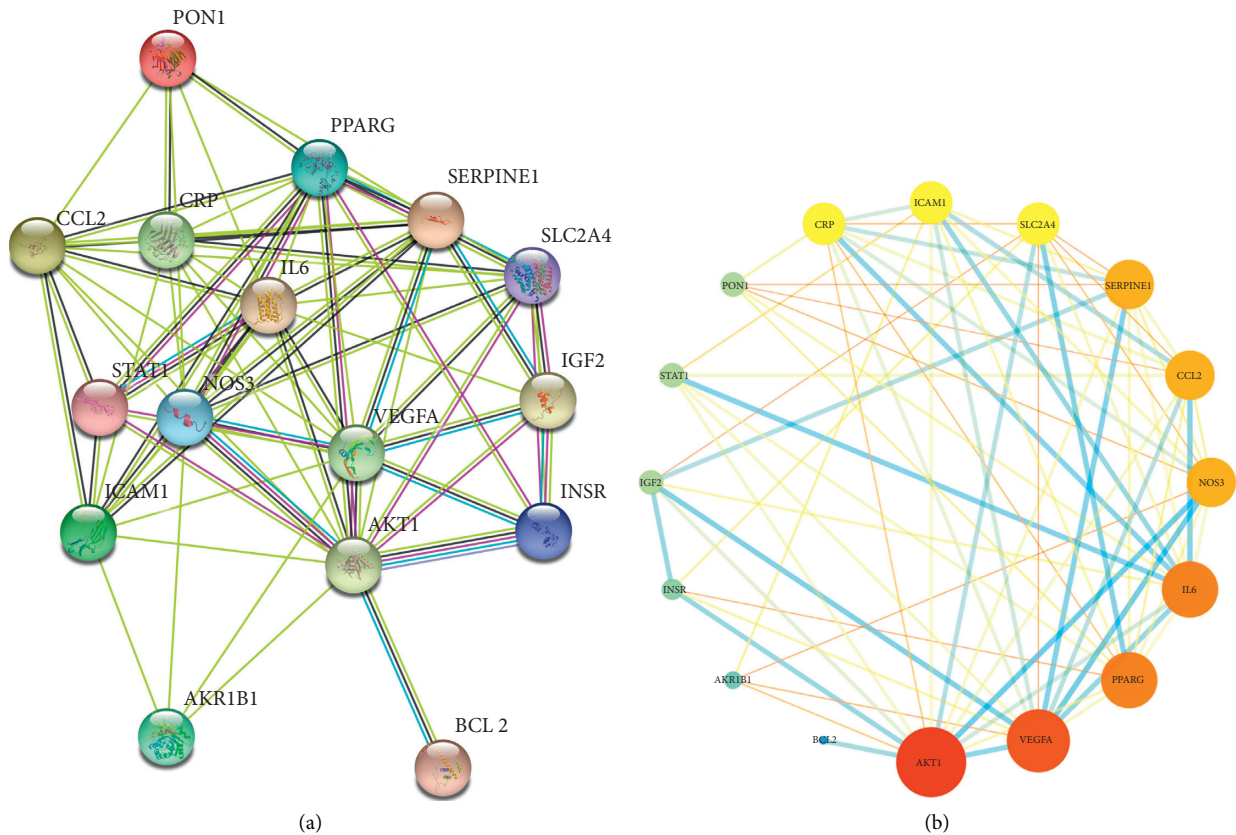 PON1
PPARG
SERPINE1
CRP
CCL2
SLC2A4
IL6
IGF2
STAT1
NOS3
VEGFA
ICAM1
INSR
AKT1
AKR1B1
BCL 2
(a)
ICAM1
CRP
SLC2A4
PON1
SERPINE1
STAT1
CCL2
IGF2
NOS3
INSR
IL6
AKR1B1
PPARG
BCL2
VEGFA
AKT1
(b)